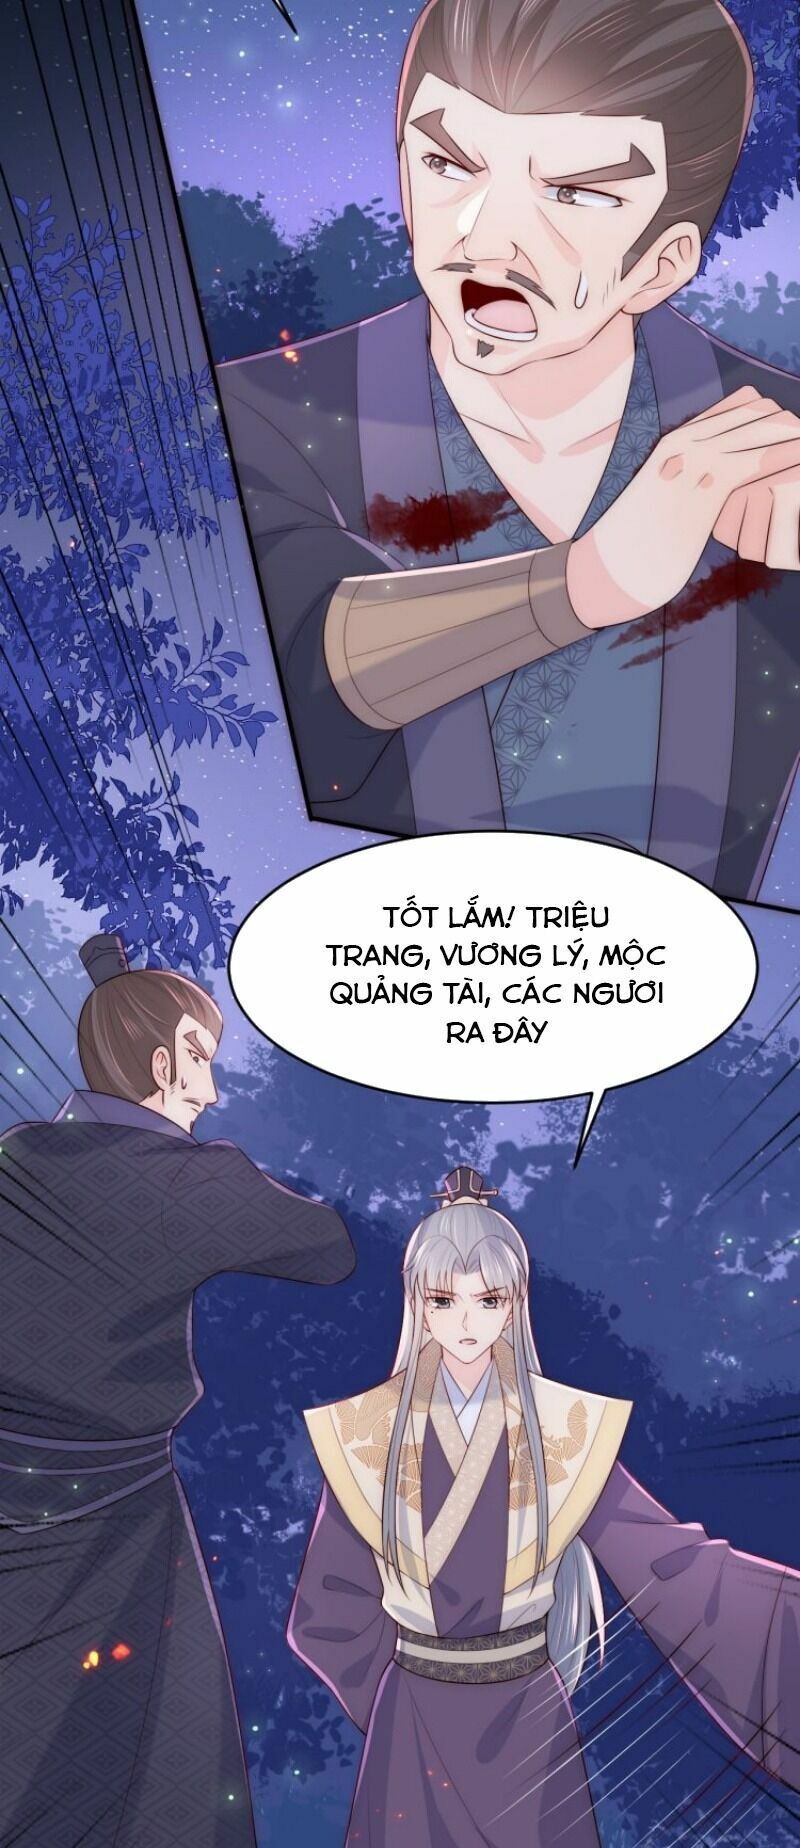 TỐT LẮM! TRIỆU
TRANG, VƯƠNG LÝ, MỘC
QUẢNG TÀI, CÁC NGƯƠI
RA ĐÂY